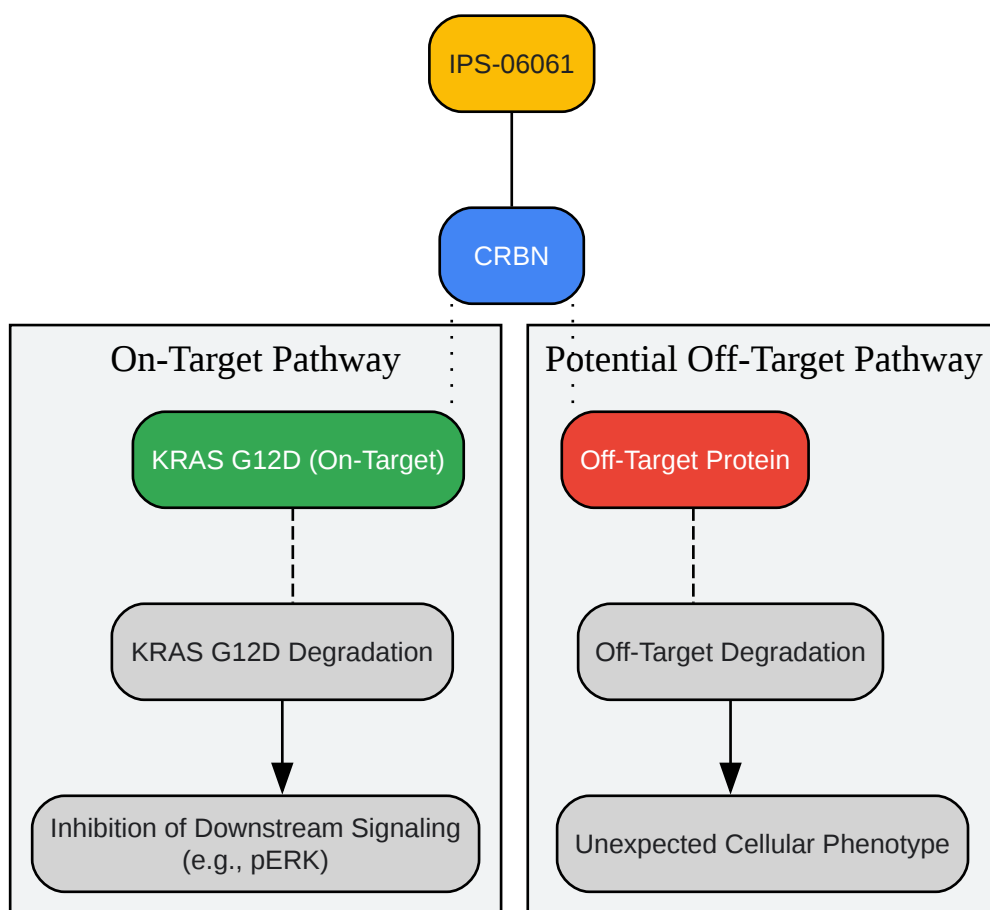 IPS-06061
CRBN
On-Target Pathway
KRAS G12D (On-Target)
KRAS G12D Degradation
Inhibition of Downstream Signaling
(e.g., pERK)
Potential Off-Target Pathway
Off-Target Protein
Off-Target Degradation
Unexpected Cellular Phenotype